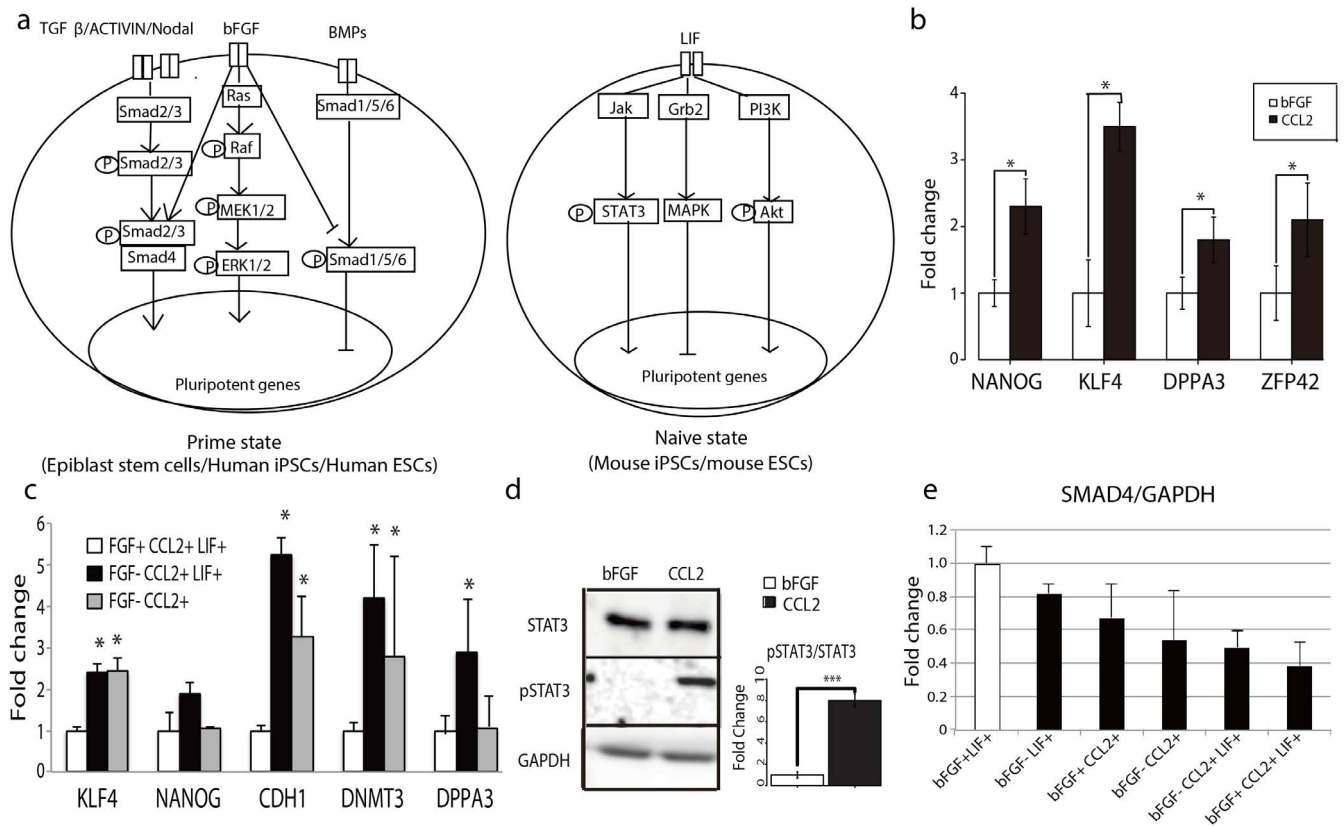 a
TGF β/ACTIVIN/Nodal
bFGF
BMPs
Smad2/3
Ras
Smad1/5/6
P
Smad2/3
P
Raf
P
MEK1/2
P
Smad2/3
Smad4
P
ERK1/2
P
Smad1/5/6
Pluripotent genes
Prime state
(Epiblast stem cells/Human iPSCs/Human ESCs)
LIF
Jak
Grb2
PI3K
P
STAT3
MAPK
P
Akt
Pluripotent genes
Naive state
(Mouse iPSCs/mouse ESCs)
b
bFGF
CCL2
Fold change
4
3
2
1
0
*
*
*
*
NANOG
KLF4
DPPA3
ZFP42
c
FGF+ CCL2+ LIF+
FGF- CCL2+ LIF+
FGF- CCL2+
Fold change
6
5
4
3
2
1
0
* *
*
*
* *
*
KLF4
NANOG
CDH1
DNMT3
DPPA3
d
bFGF
CCL2
STAT3
pSTAT3
GAPDH
bFGF
CCL2
pSTAT3/STAT3
***
Fold Change
10
8
6
4
2
0
e
SMAD4/GAPDH
Fold change
1.2
1.0
0.8
0.6
0.4
0.2
0
bFGF+LIF+
bFGF- LIF+
bFGF+ CCL2+
bFGF- CCL2+
bFGF- CCL2+ LIF+
bFGF+ CCL2+ LIF+